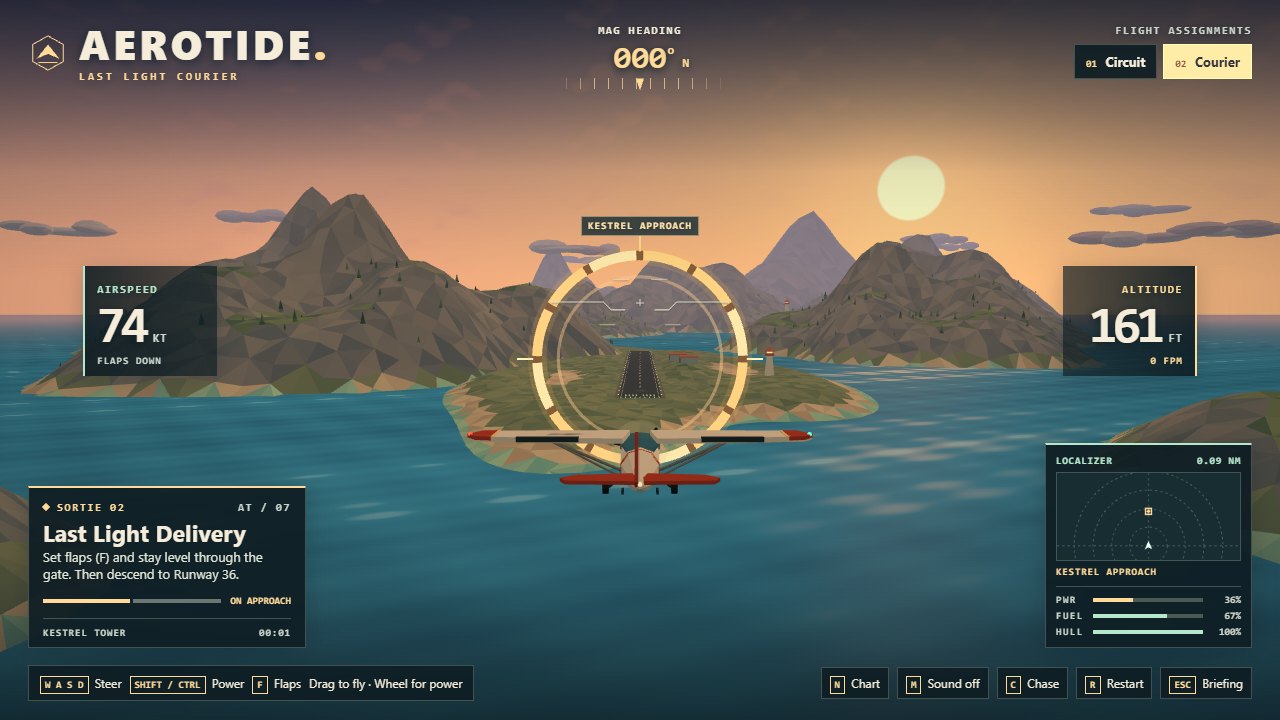 AEROTIDE.
LAST LIGHT COURIER
MAG HEADING
000° N
FLIGHT ASSIGNMENTS
01 Circuit
02 Courier
KESTREL APPROACH
AIRSPEED
74 KT
FLAPS DOWN
ALTITUDE
161 FT
0 FPM
SORTIE 02 AT / 07
Last Light Delivery
Set flaps (F) and stay level through the
gate. Then descend to Runway 36.
ON APPROACH
KESTREL TOWER 00:01
LOCALIZER 0.09 NM
KESTREL APPROACH
PWR 36%
FUEL 67%
HULL 100%
W A S D Steer SHIFT / CTRL Power F Flaps Drag to fly · Wheel for power
N Chart
M Sound off
C Chase
R Restart
ESC Briefing